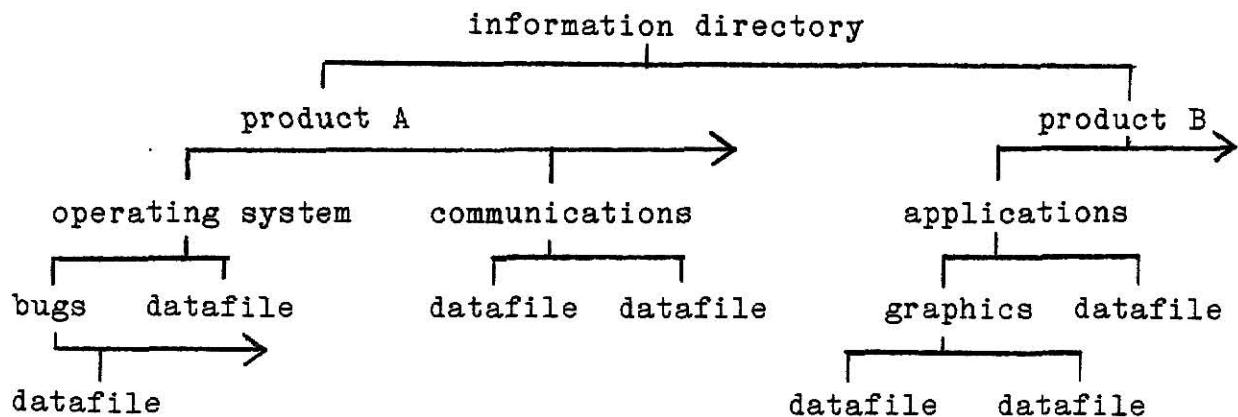 information directory
product A product B
operating system communications applications
bugs datafile datafile datafile graphics datafile
datafile datafile datafile